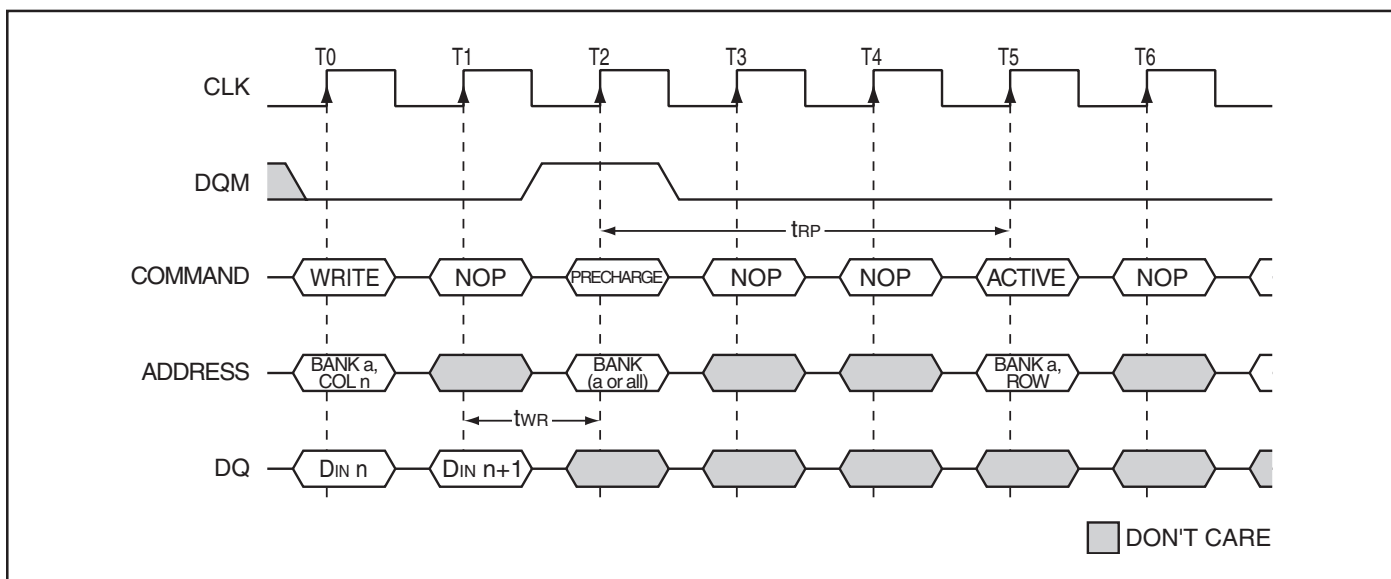 T0 T1 T2 T3 T4 T5 T6
CLK
DQM
tRP
COMMAND WRITE NOP PRECHARGE NOP NOP ACTIVE NOP
ADDRESS BANK a, COL n BANK (a or all) BANK a, ROW
tWR
DQ DIN n DIN n+1
DON'T CARE